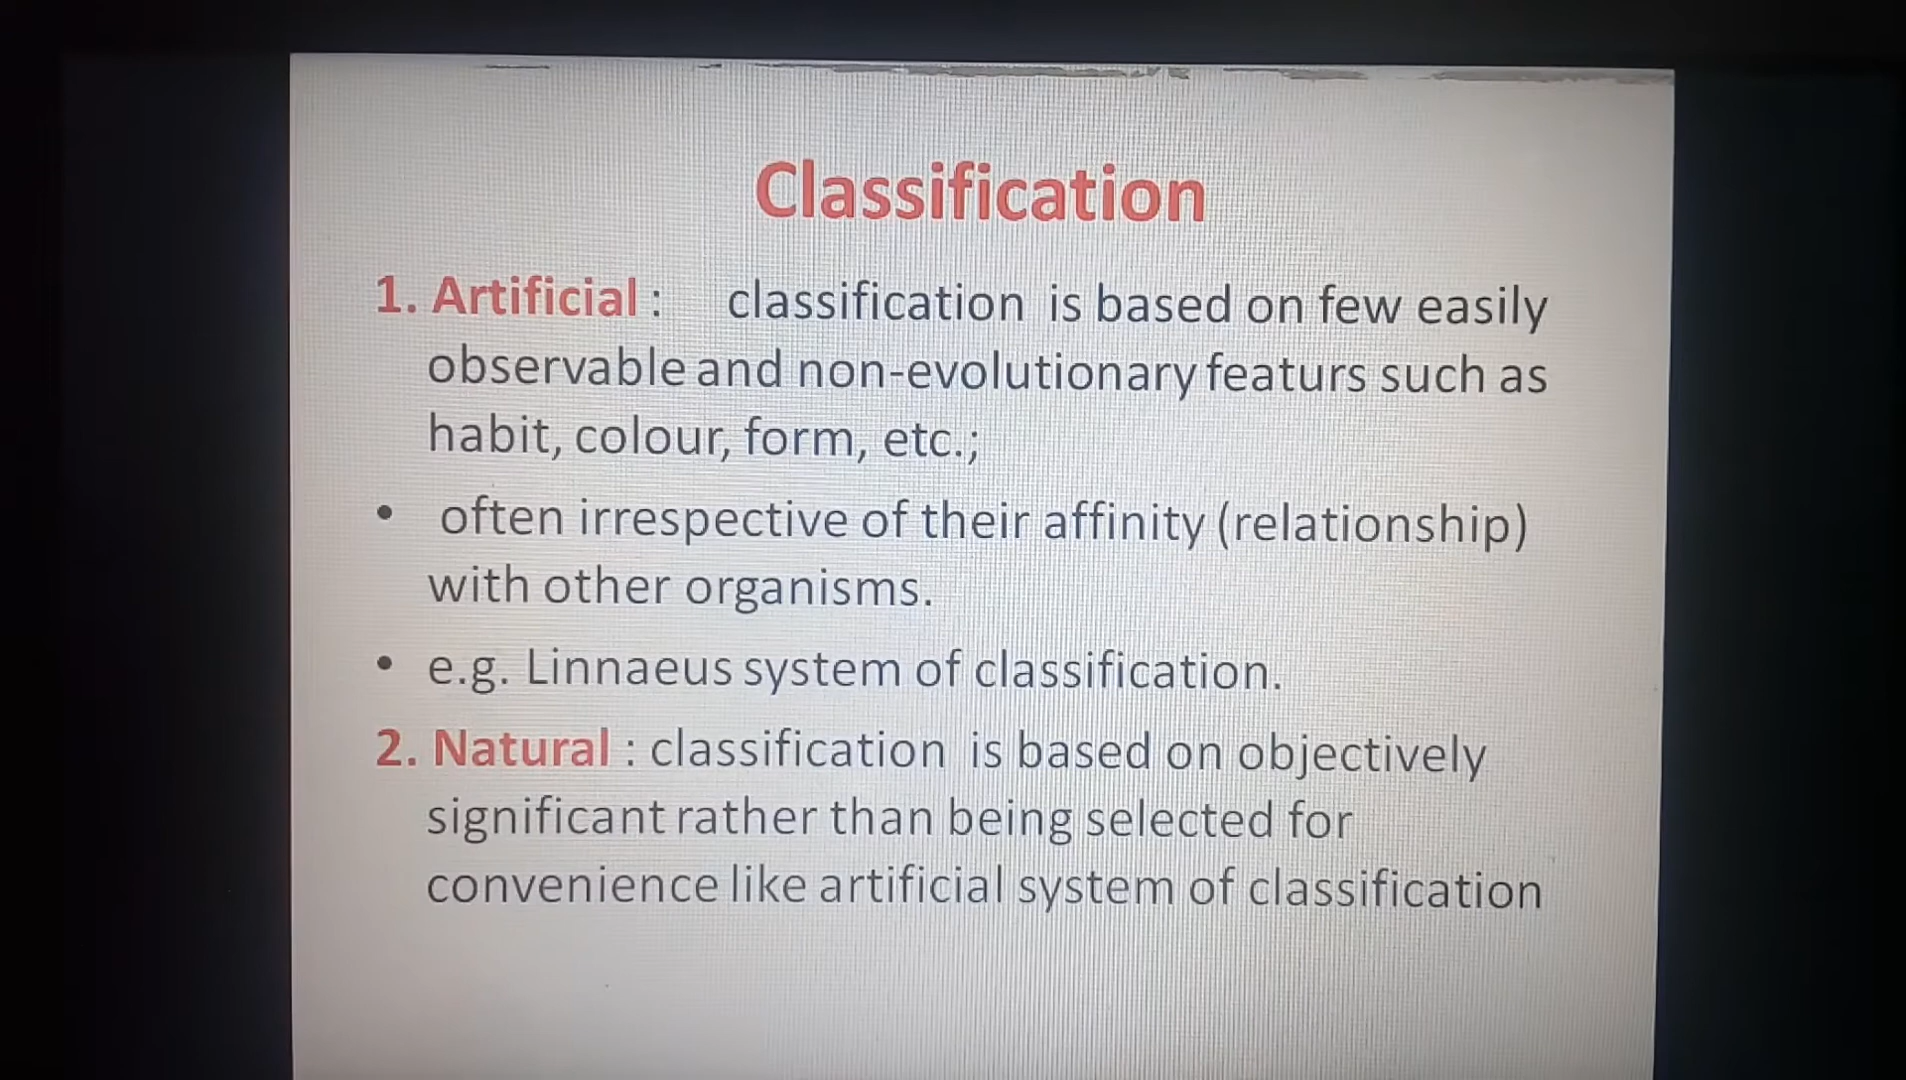 Classification
1. Artificial : classification is based on few easily
observable and non-evolutionary featurs such as
habit, colour, form, etc.;
• often irrespective of their affinity (relationship)
with other organisms.
• e.g. Linnaeus system of classification.
2. Natural : classification is based on objectively
significant rather than being selected for
convenience like artificial system of classification